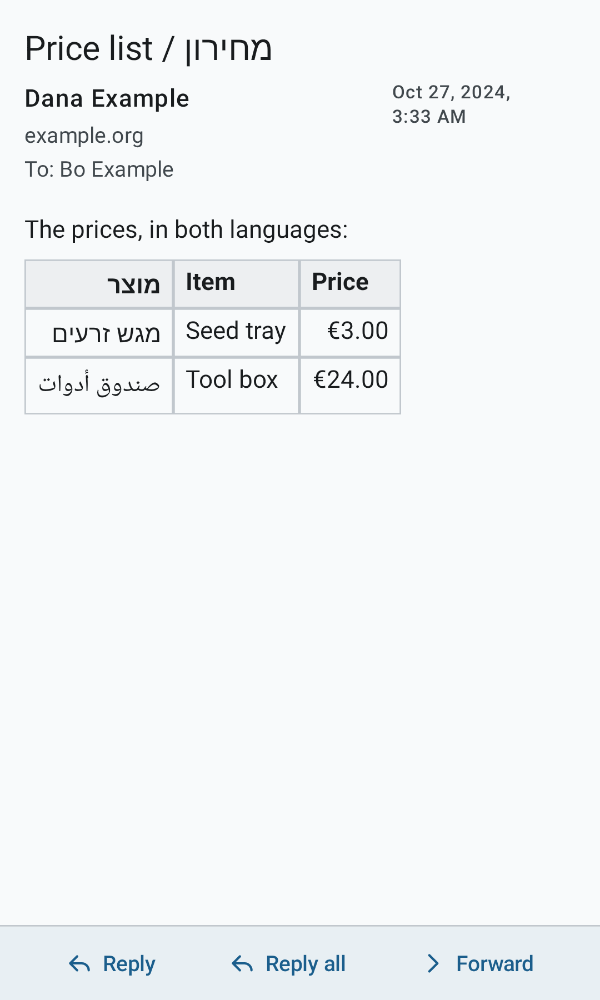 Price list / מחירון
Dana Example
Oct 27, 2024,
3:33 AM
example.org
To: Bo Example
The prices, in both languages:
מוצר Item Price
מגש זרעים Seed tray €3.00
صندوق أدوات Tool box €24.00
Reply Reply all Forward